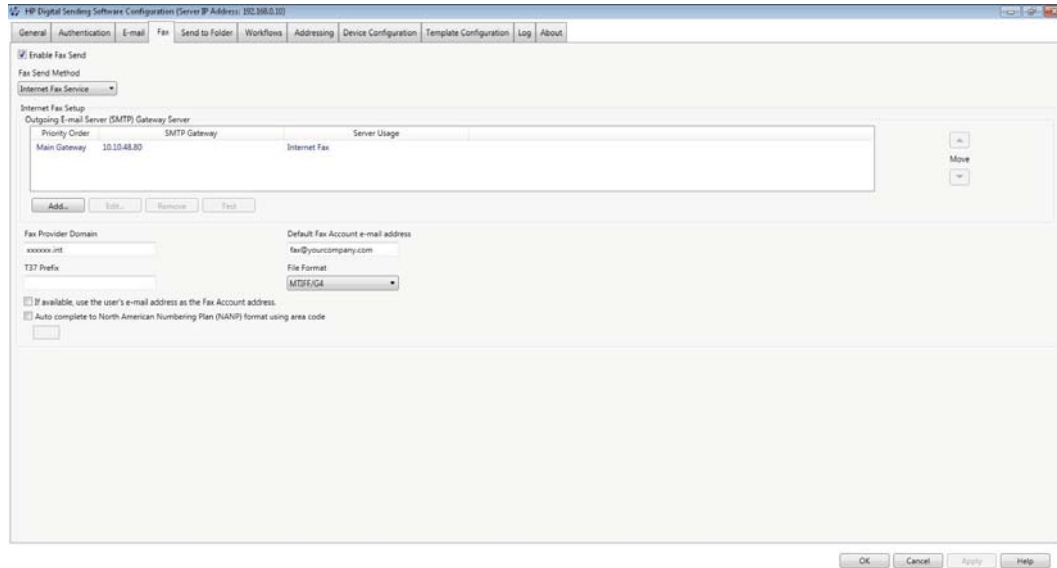 HP Digital Sending Software Configuration (Server IP Address: 192.168.0.10)
General Authentication E-mail Fax Send to Folder Workflows Addressing Device Configuration Template Configuration Log About
Enable Fax Send
Fax Send Method
Internet Fax Service
Internet Fax Setup
Outgoing E-mail Server (SMTP) Gateway Server
Priority Order SMTP Gateway Server Usage
Main Gateway 10.10.48.80 Internet Fax
Move
Add... Edit... Remove Test
Fax Provider Domain Default Fax Account e-mail address
xxxxxx.int fax@yourcompany.com
T37 Prefix File Format
MTIFF/G4
If available, use the user's e-mail address as the Fax Account address.
Auto complete to North American Numbering Plan (NANP) format using area code
OK Cancel Apply Help